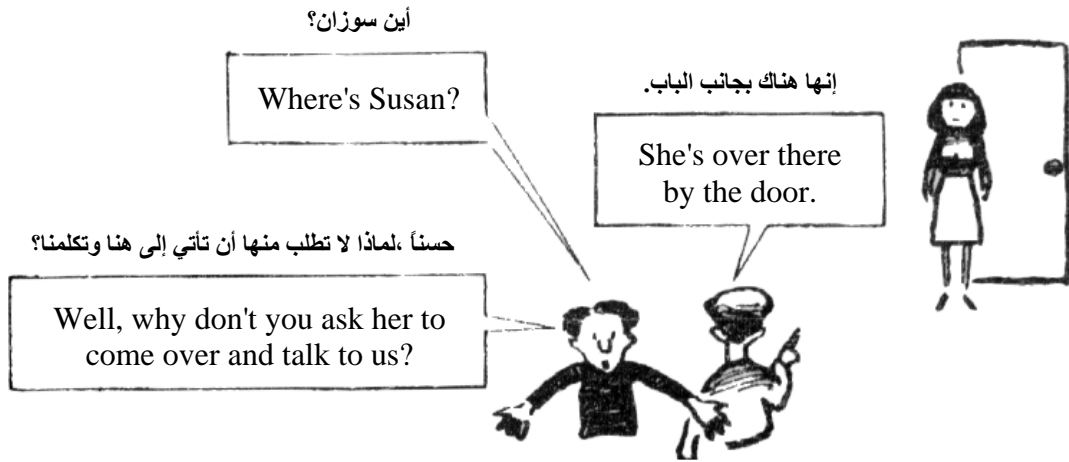 أين سوزان؟
Where's Susan?
إنها هناك بجانب الباب.
She's over there
by the door.
حسناً ،لماذا لا تطلب منها أن تأتي إلى هنا وتكلمنا؟
Well, why don't you ask her to
come over and talk to us?